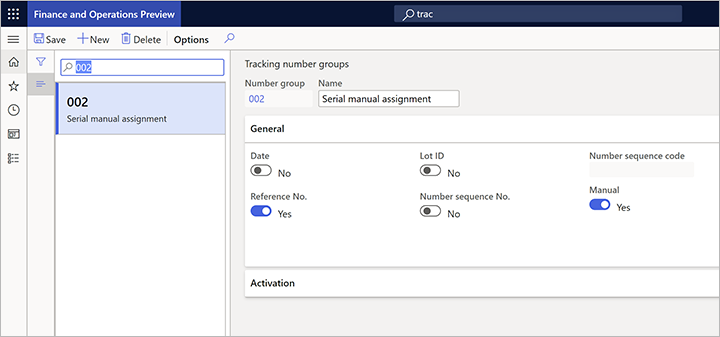 Finance and Operations Preview
trac
Save New Delete Options
002
002
Serial manual assignment
Tracking number groups
Number group Name
002 Serial manual assignment
General
Date Lot ID Number sequence code
No No
Reference No. Number sequence No. Manual
Yes No Yes
Activation